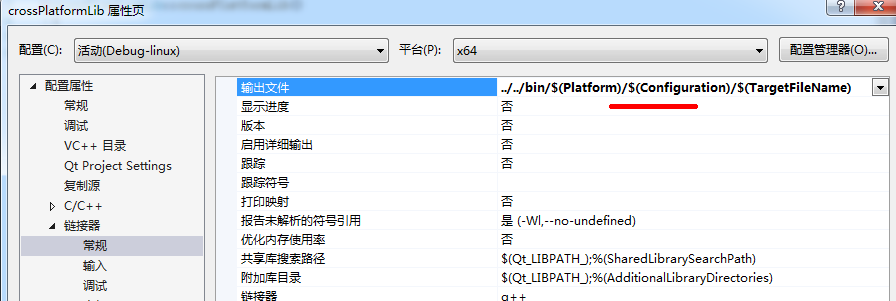 crossPlatformLib 属性页
配置(C): 活动(Debug-linux) 平台(P): x64 配置管理器(O)...
配置属性
常规
调试
VC++ 目录
Qt Project Settings
复制源
C/C++
链接器
常规
输入
调试
输出文件 ../../bin/$(Platform)/$(Configuration)/$(TargetFileName)
显示进度 否
版本 否
启用详细输出 否
跟踪 否
跟踪符号
打印映射 否
报告未解析的符号引用 是 (-Wl,--no-undefined)
优化内存使用率 否
共享库搜索路径 $(Qt_LIBPATH_);%(SharedLibrarySearchPath)
附加库目录 $(Qt_LIBPATH_);%(AdditionalLibraryDirectories)
链接器 g++